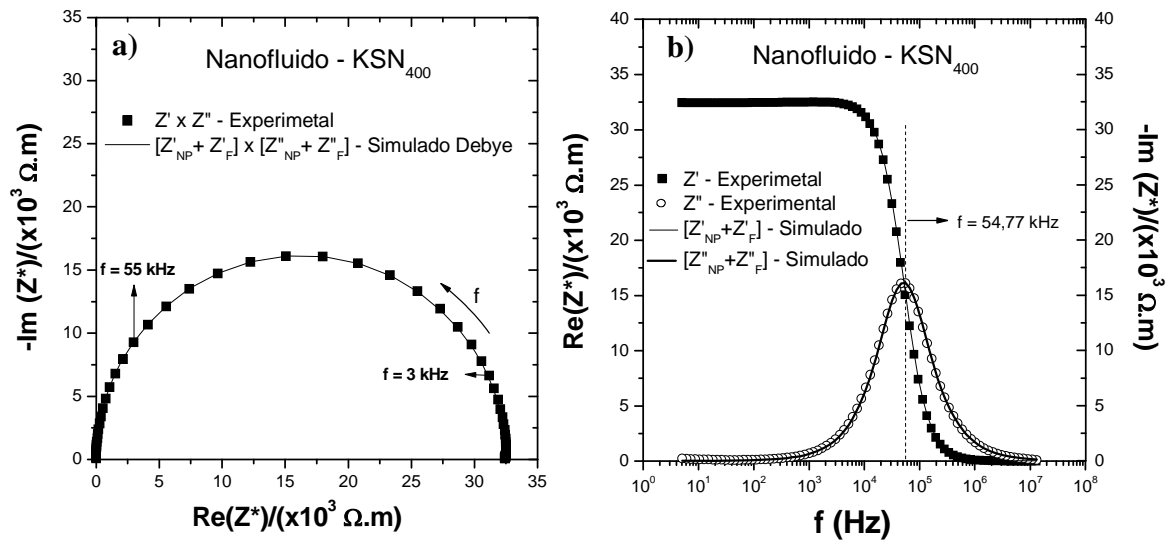 a)
Nanofluido - KSN400
Z' x Z" - Experimetal
[Z'NP+ Z'F] x [Z"NP+ Z"F] - Simulado Debye
f = 55 kHz
f
f = 3 kHz
35
30
25
20
15
10
5
0
-Im (Z*)/(x10³ Ω.m)
0 5 10 15 20 25 30 35
Re(Z*)/(x10³ Ω.m)
b)
Nanofluido - KSN400
Z' - Experimetal
Z" - Experimental
[Z'NP+Z'F] - Simulado
[Z"NP+Z"F] - Simulado
f = 54,77 kHz
40
35
30
25
20
15
10
5
0
Re(Z*)/(x10³ Ω.m)
40
35
30
25
20
15
10
5
0
-Im (Z*)/(x10³ Ω.m)
10⁰ 10¹ 10² 10³ 10⁴ 10⁵ 10⁶ 10⁷ 10⁸
f (Hz)